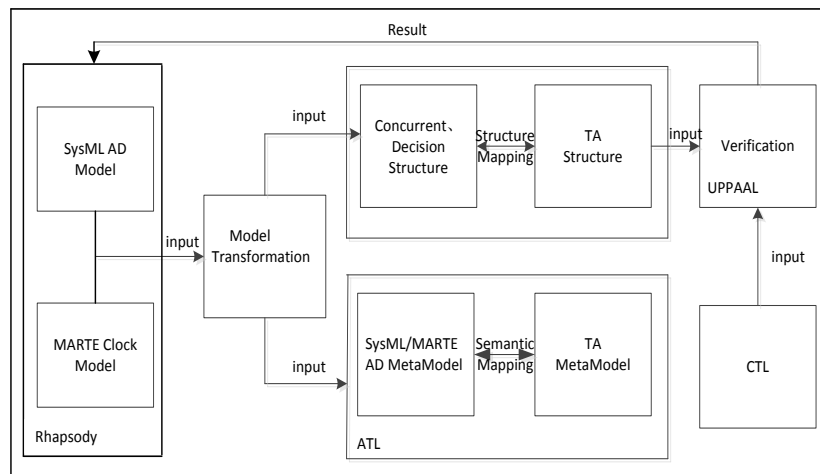 Result
SysML AD
Model
MARTE Clock
Model
Rhapsody
input
Model
Transformation
input
input
Concurrent、
Decision
Structure
Structure
Mapping
TA
Structure
input
Verification
UPPAAL
input
CTL
SysML/MARTE
AD MetaModel
Semantic
Mapping
TA
MetaModel
ATL